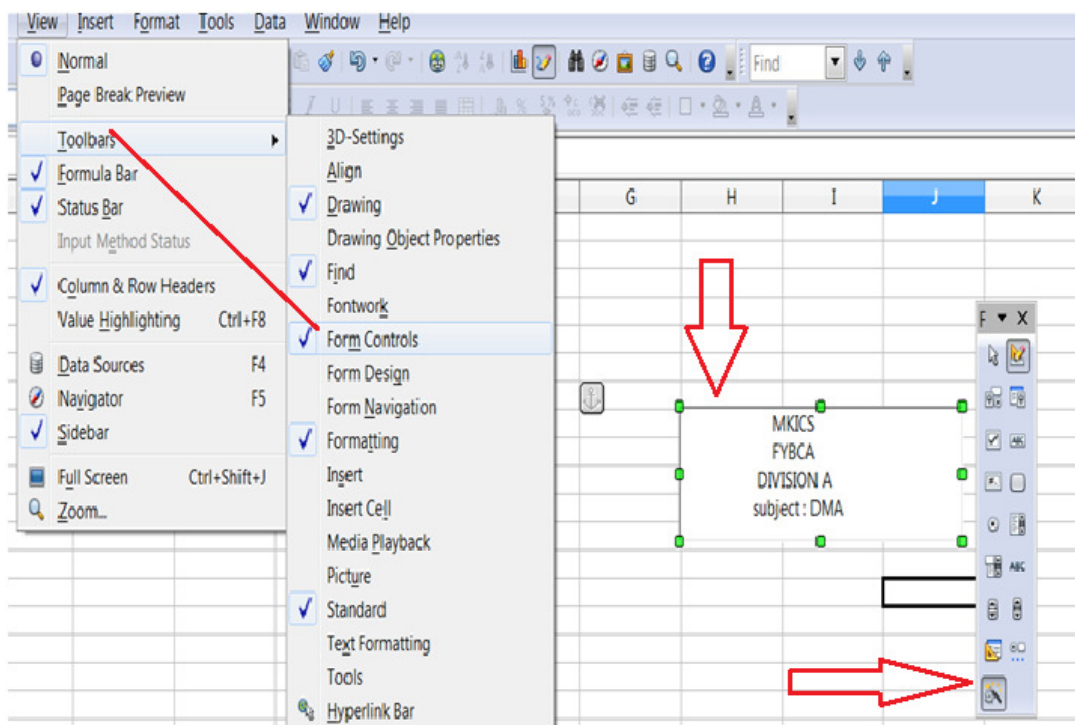 View Insert Format Tools Data Window Help
Normal
Page Break Preview
Toolbars
Formula Bar
Status Bar
Input Method Status
Column & Row Headers
Value Highlighting Ctrl+F8
Data Sources F4
Navigator F5
Sidebar
Full Screen Ctrl+Shift+J
Zoom...
3D-Settings
Align
Drawing
Drawing Object Properties
Find
Fontwork
Form Controls
Form Design
Form Navigation
Formatting
Insert
Insert Cell
Media Playback
Picture
Standard
Text Formatting
Tools
Hyperlink Bar
Find
G H I J K
MKICS
FYBCA
DIVISION A
subject : DMA
F
ABC